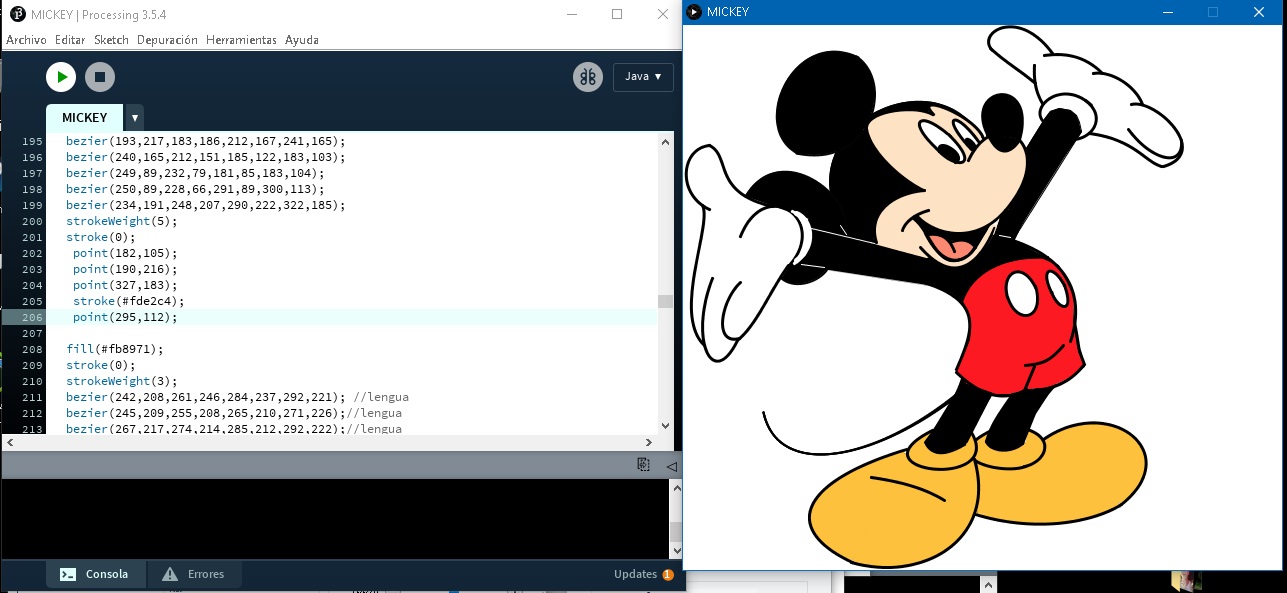 MICKEY | Processing 3.5.4
Archivo Editar Sketch Depuración Herramientas Ayuda
Java ▼
MICKEY ▼
195 bezier(193,217,183,186,212,167,241,165);
196 bezier(240,165,212,151,185,122,183,103);
197 bezier(249,89,232,79,181,85,183,104);
198 bezier(250,89,228,66,291,89,300,113);
199 bezier(234,191,248,207,290,222,322,185);
200 strokeWeight(5);
201 stroke(0);
202 point(182,105);
203 point(190,216);
204 point(327,183);
205 stroke(#fde2c4);
206 point(295,112);
207
208 fill(#fb8971);
209 stroke(0);
210 strokeWeight(3);
211 bezier(242,208,261,246,284,237,292,221); //lengua
212 bezier(245,209,255,208,265,210,271,226);//lengua
213 bezier(267,217,274,214,285,212,292,222);//lengua
Consola Errores Updates 1
MICKEY